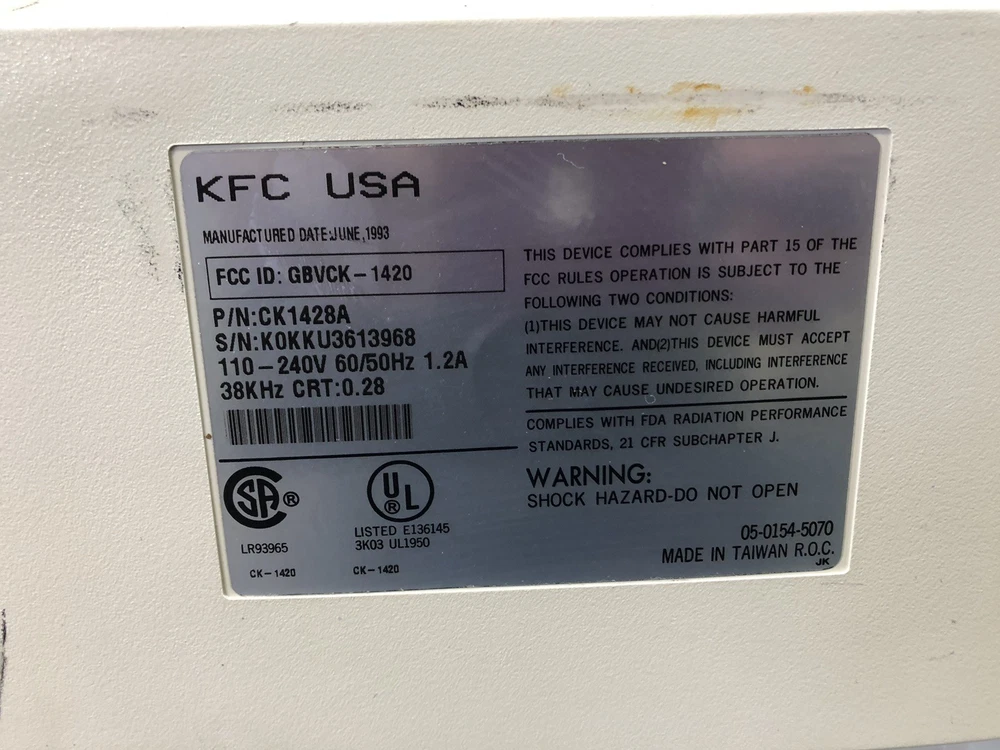 KFC USA
MANUFACTURED DATE:JUNE,1993
FCC ID: GBVCK-1420
P/N:CK1428A
S/N:K0KKU3613968
110-240V 60/50Hz 1.2A
38KHz CRT:0.28
SA®
LR93965
CK-1420
UL®
LISTED E136145
3K03 UL1950
CK-1420
THIS DEVICE COMPLIES WITH PART 15 OF THE
FCC RULES OPERATION IS SUBJECT TO THE
FOLLOWING TWO CONDITIONS:
(1)THIS DEVICE MAY NOT CAUSE HARMFUL
INTERFERENCE. AND(2)THIS DEVICE MUST ACCEPT
ANY INTERFERENCE RECEIVED, INCLUDING INTERFERENCE
THAT MAY CAUSE UNDESIRED OPERATION.
COMPLIES WITH FDA RADIATION PERFORMANCE
STANDARDS, 21 CFR SUBCHAPTER J.
WARNING:
SHOCK HAZARD-DO NOT OPEN
05-0154-5070
MADE IN TAIWAN R.O.C.
JK